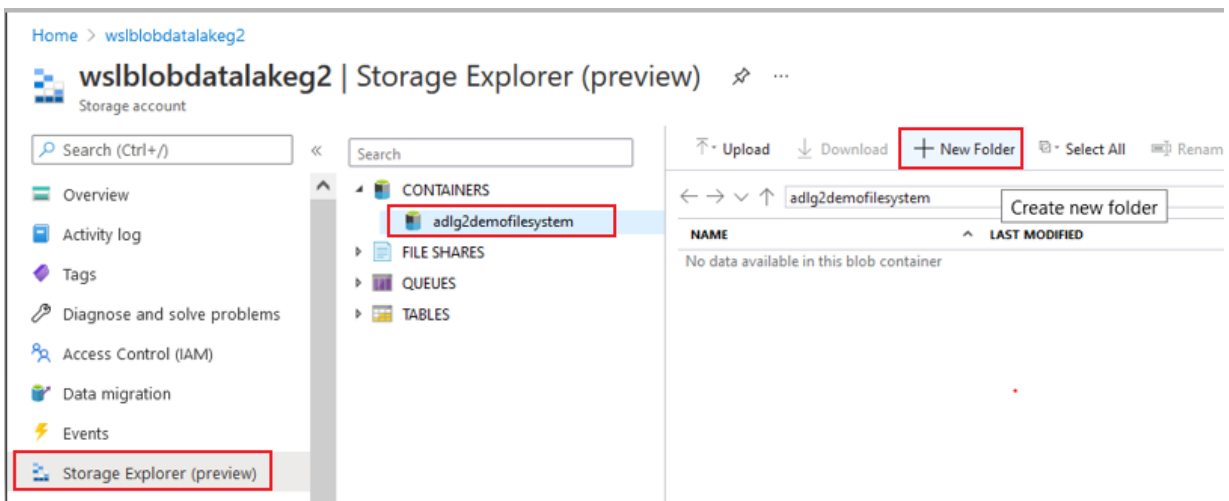 Home > wslblobdatalakeg2
wslblobdatalakeg2 | Storage Explorer (preview) ...
Storage account
Search (Ctrl+/)
«
Overview
Activity log
Tags
Diagnose and solve problems
Access Control (IAM)
Data migration
Events
Storage Explorer (preview)
Search
CONTAINERS
adlg2demofilesystem
FILE SHARES
QUEUES
TABLES
Upload Download New Folder Select All Renam
adlg2demofilesystem
Create new folder
NAME LAST MODIFIED
No data available in this blob container